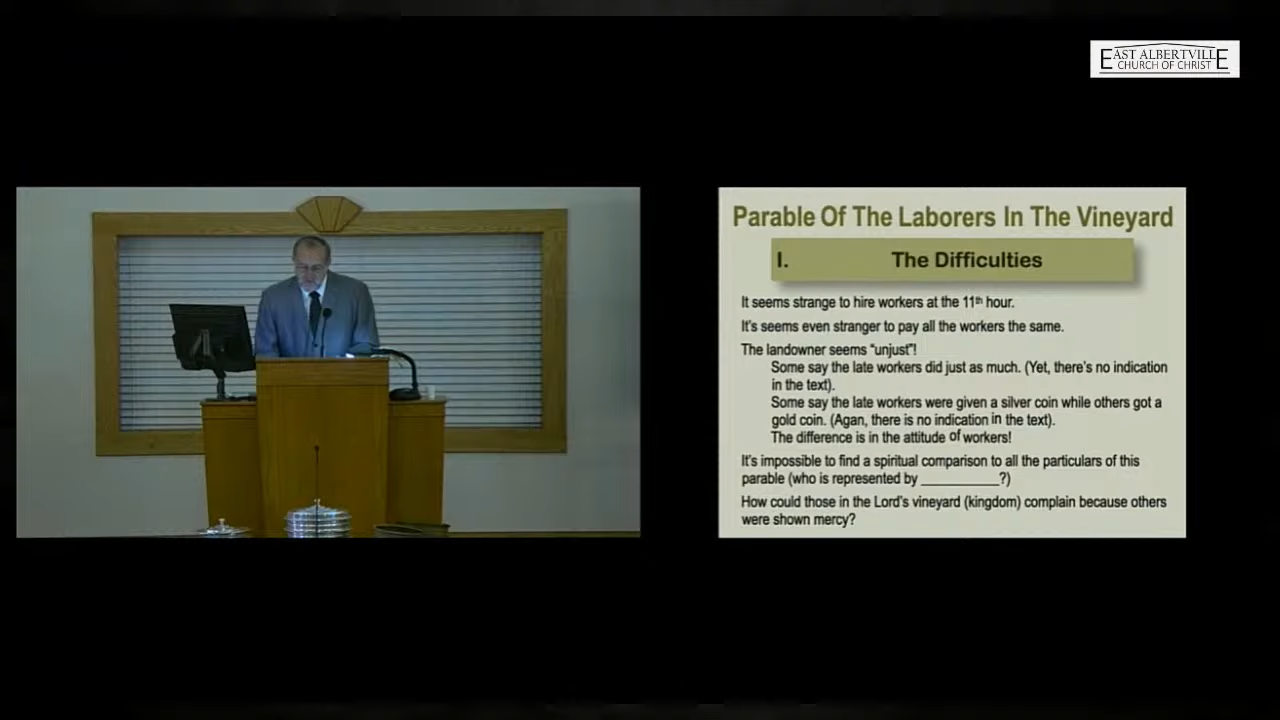 EAST ALBERTVILLE
CHURCH OF CHRIST
Parable Of The Laborers In The Vineyard
I. The Difficulties
It seems strange to hire workers at the 11th hour.
It's seems even stranger to pay all the workers the same.
The landowner seems “unjust”!
Some say the late workers did just as much. (Yet, there's no indication
in the text).
Some say the late workers were given a silver coin while others got a
gold coin. (Agan, there is no indication in the text).
The difference is in the attitude of workers!
It's impossible to find a spiritual comparison to all the particulars of this
parable (who is represented by __________?)
How could those in the Lord's vineyard (kingdom) complain because others
were shown mercy?